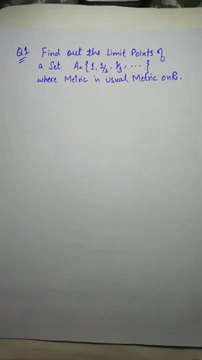 Q1 Find out the Limit Points of
a Set A = {1, 1/2, 1/3, ...}
where Metric is usual Metric on R.